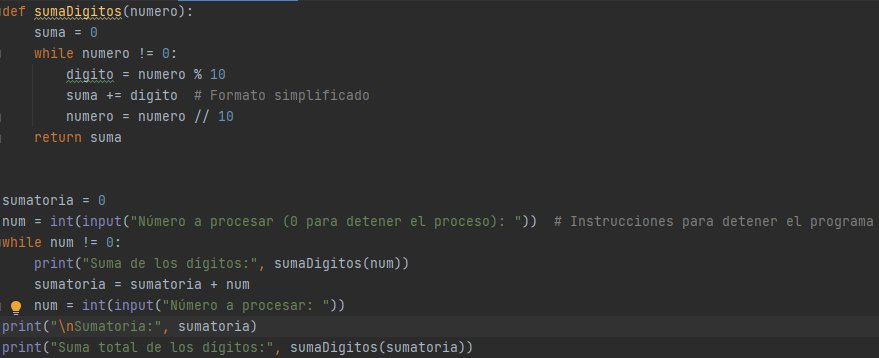 def sumaDigitos(numero):
    suma = 0
    while numero != 0:
        digito = numero % 10
        suma += digito  # Formato simplificado
        numero = numero // 10
    return suma
sumatoria = 0
num = int(input("Número a procesar (0 para detener el proceso): "))  # Instrucciones para detener el programa
while num != 0:
    print("Suma de los dígitos:", sumaDigitos(num))
    sumatoria = sumatoria + num
    num = int(input("Número a procesar: "))
print("\nSumatoria:", sumatoria)
print("Suma total de los dígitos:", sumaDigitos(sumatoria))